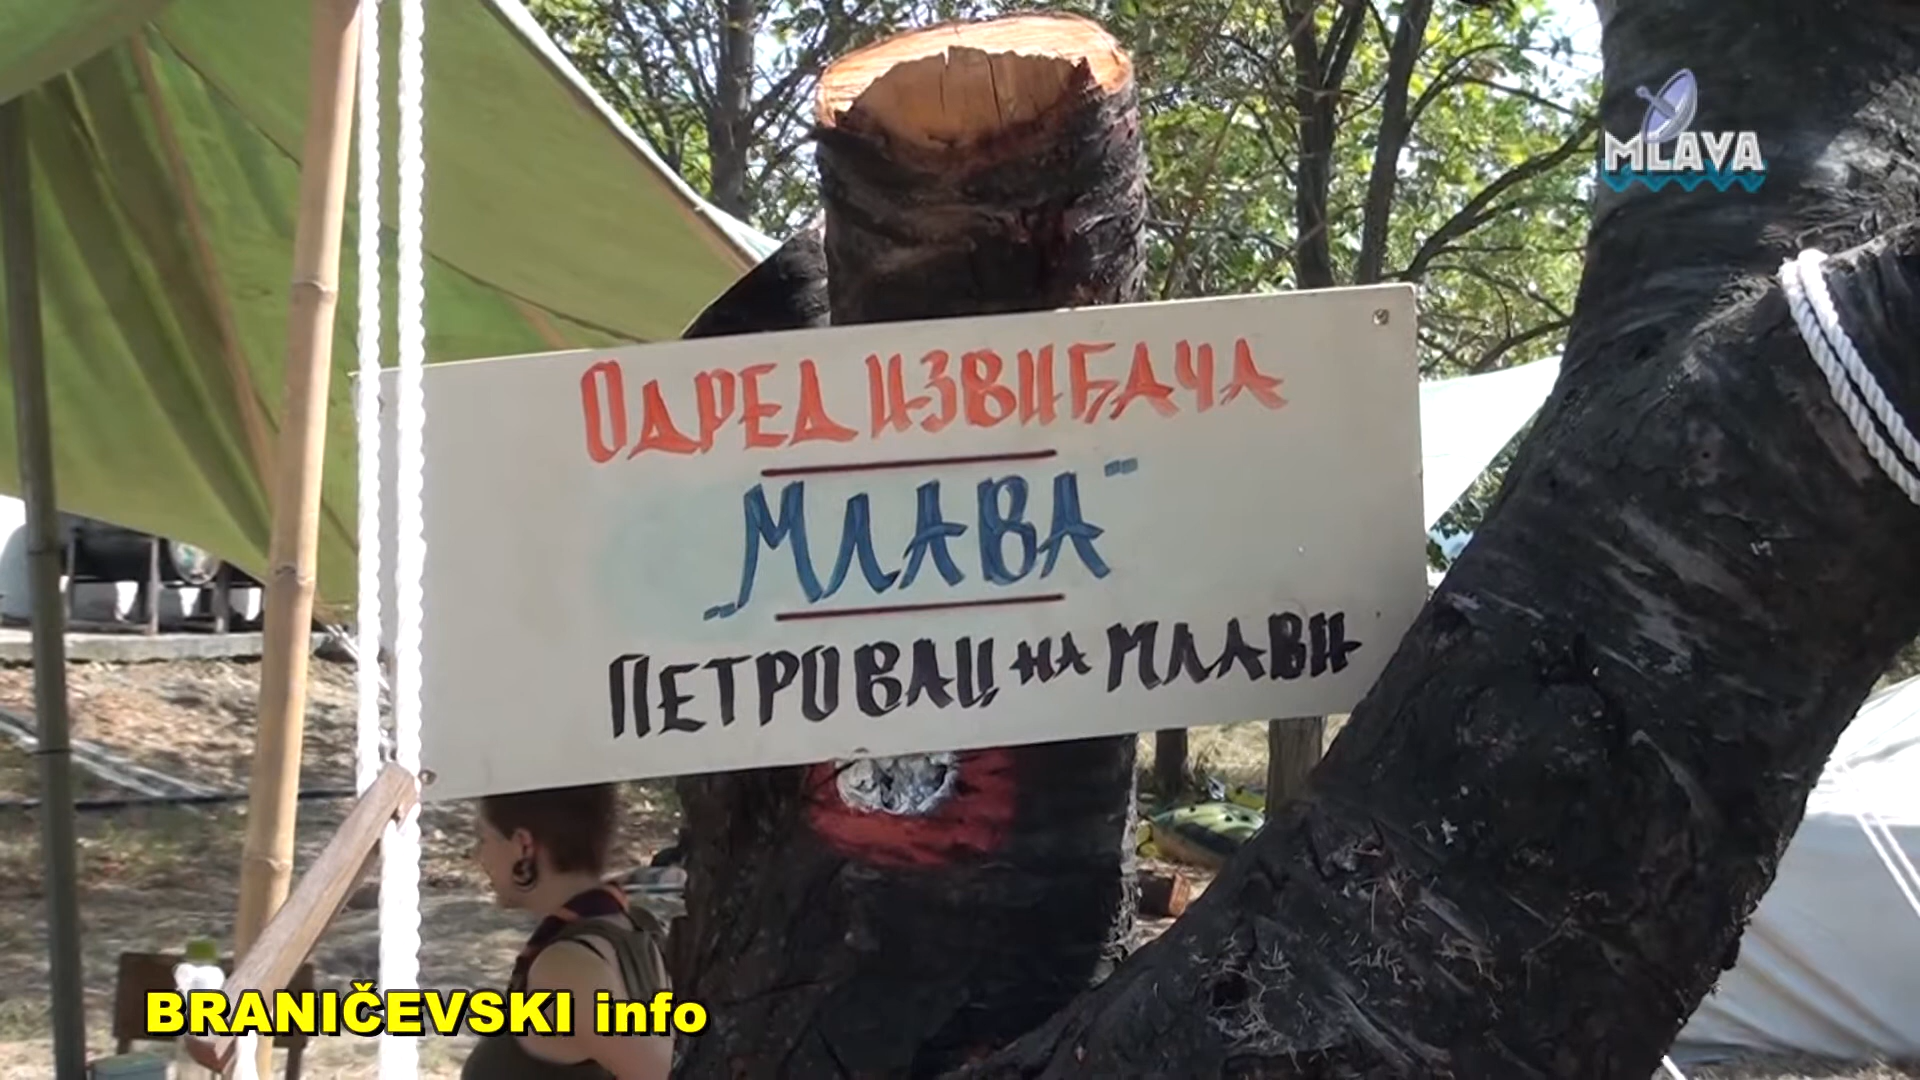 MLAVA
Одред извиђача
„Млава"
Петровац на Млави
BRANIČEVSKI info